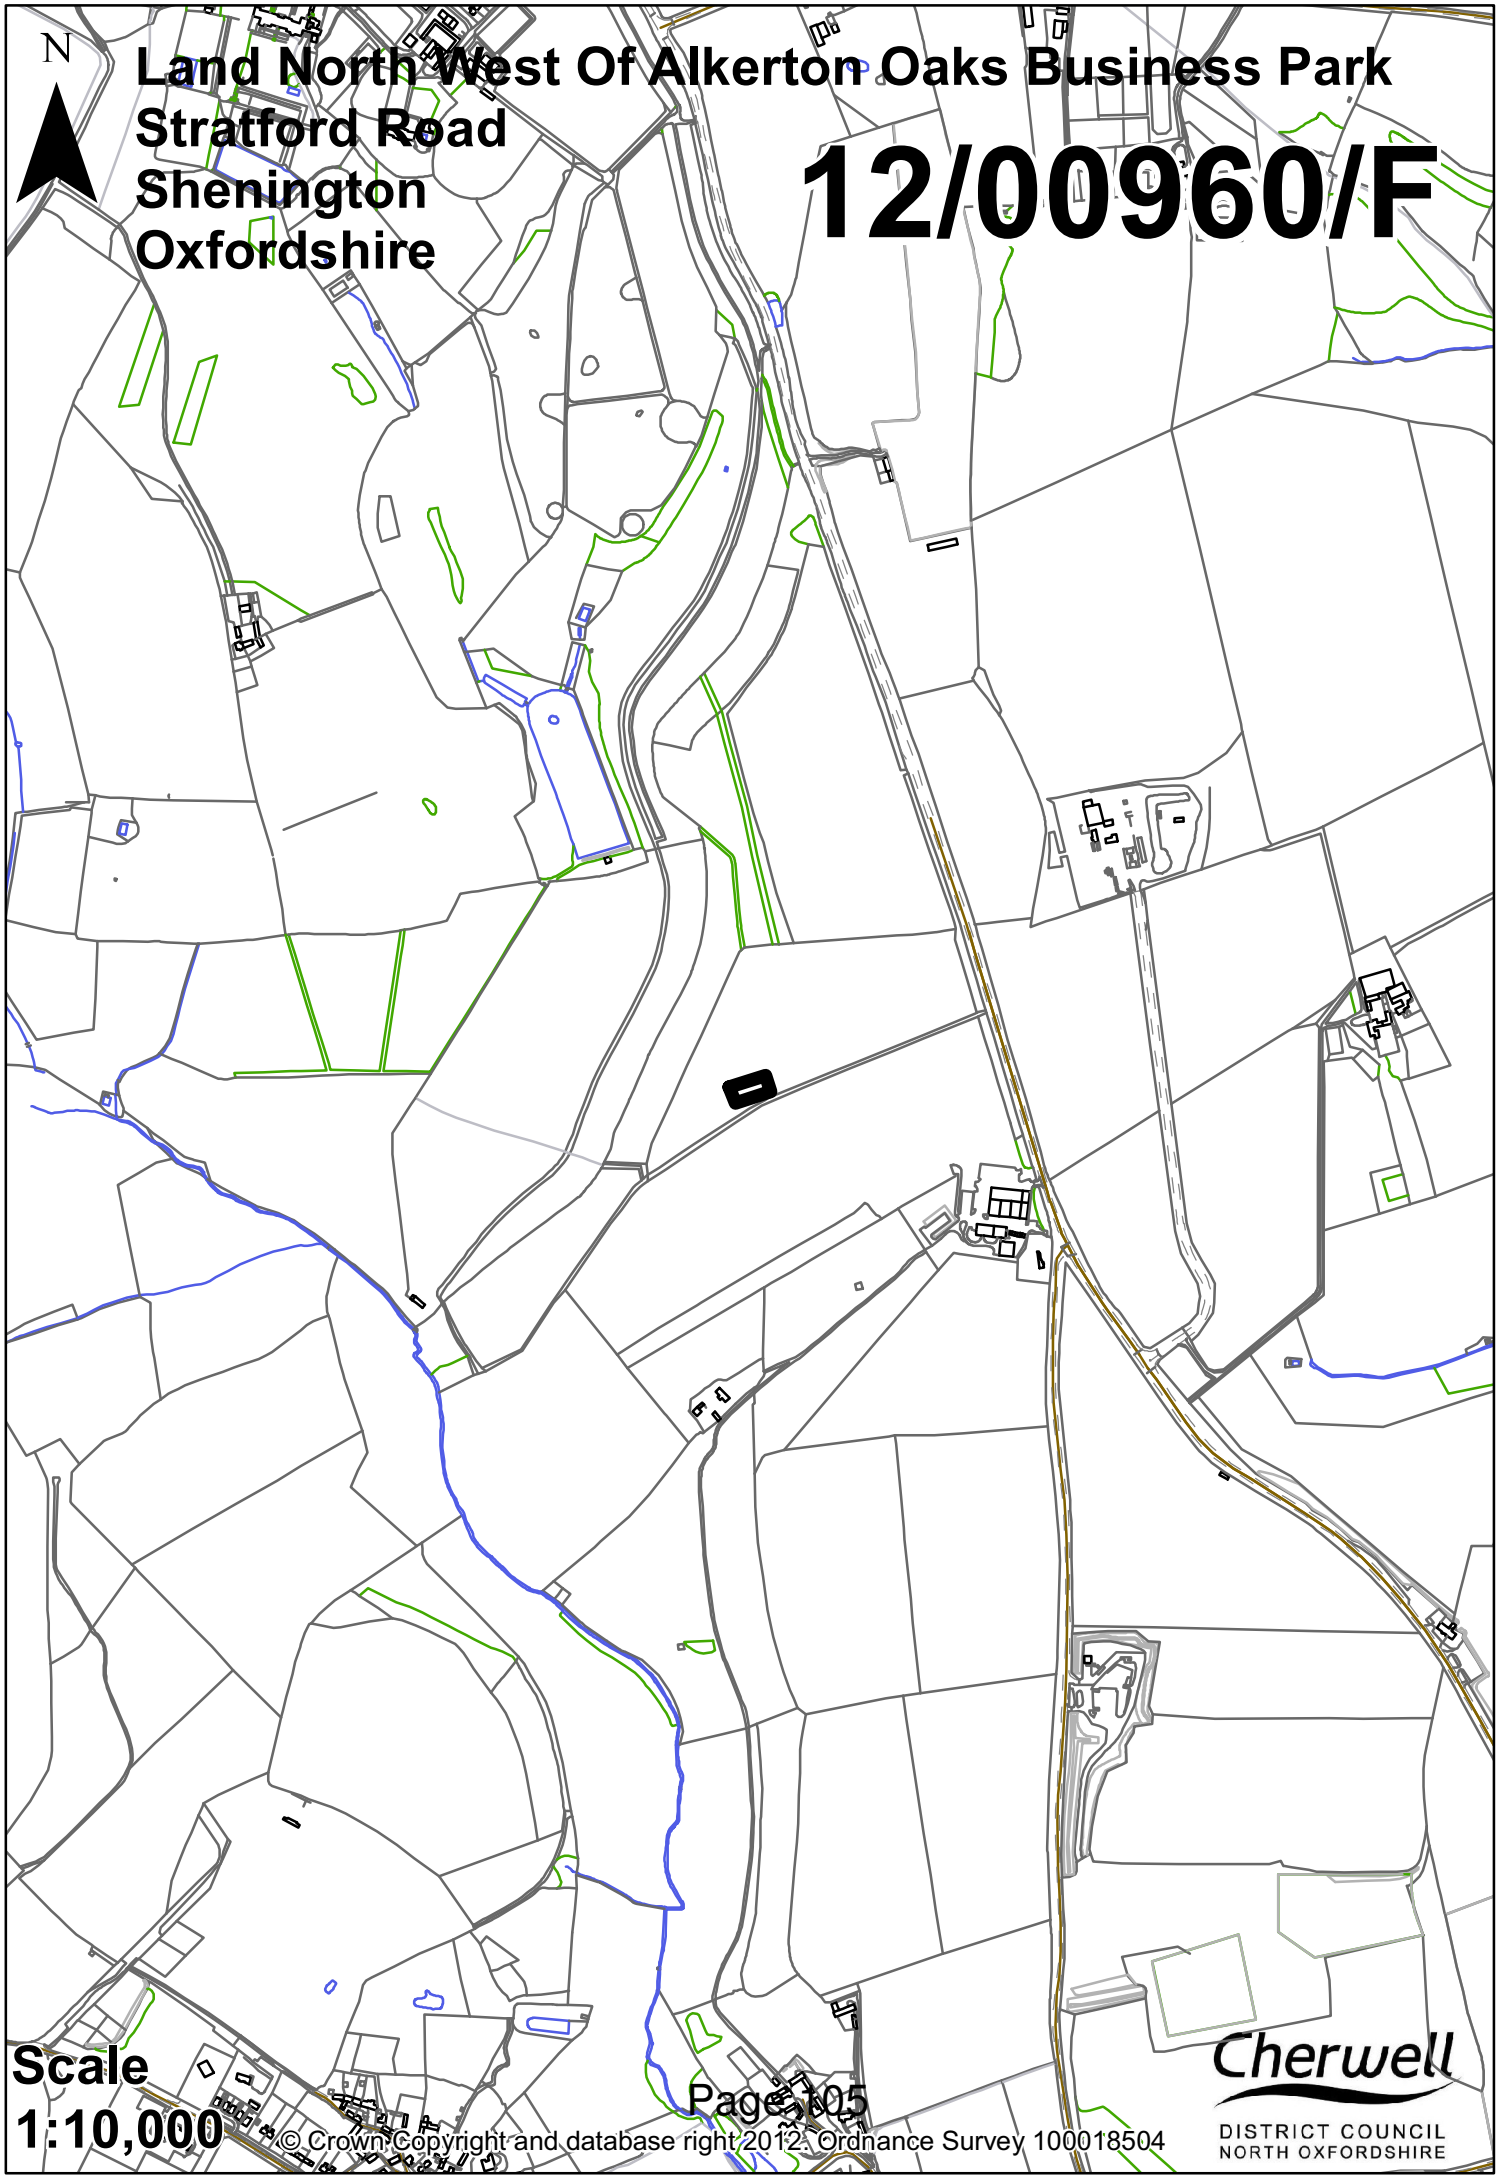 N
Land North West Of Alkerton Oaks Business Park
Stratford Road
Shenington
Oxfordshire
12/00960/F
Scale
1:10,000
Page 105
© Crown Copyright and database right 2012. Ordnance Survey 100018504
Cherwell
DISTRICT COUNCIL
NORTH OXFORDSHIRE